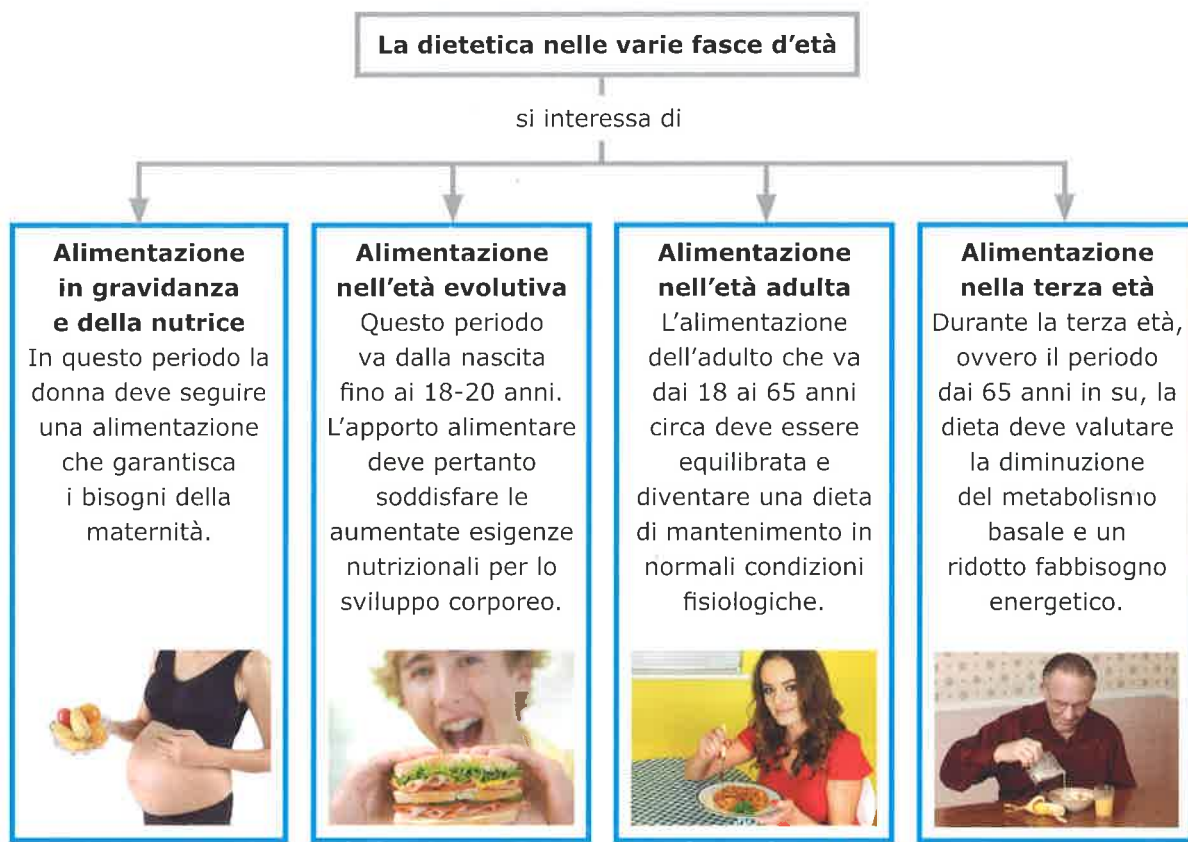 La dietetica nelle varie fasce d'età
si interessa di
Alimentazione
in gravidanza
e della nutrice
In questo periodo la
donna deve seguire
una alimentazione
che garantisca
i bisogni della
maternità.
Alimentazione
nell'età evolutiva
Questo periodo
va dalla nascita
fino ai 18-20 anni.
L'apporto alimentare
deve pertanto
soddisfare le
aumentate esigenze
nutrizionali per lo
sviluppo corporeo.
Alimentazione
nell'età adulta
L'alimentazione
dell'adulto che va
dai 18 ai 65 anni
circa deve essere
equilibrata e
diventare una dieta
di mantenimento in
normali condizioni
fisiologiche.
Alimentazione
nella terza età
Durante la terza età,
ovvero il periodo
dai 65 anni in su, la
dieta deve valutare
la diminuzione
del metabolismo
basale e un
ridotto fabbisogno
energetico.